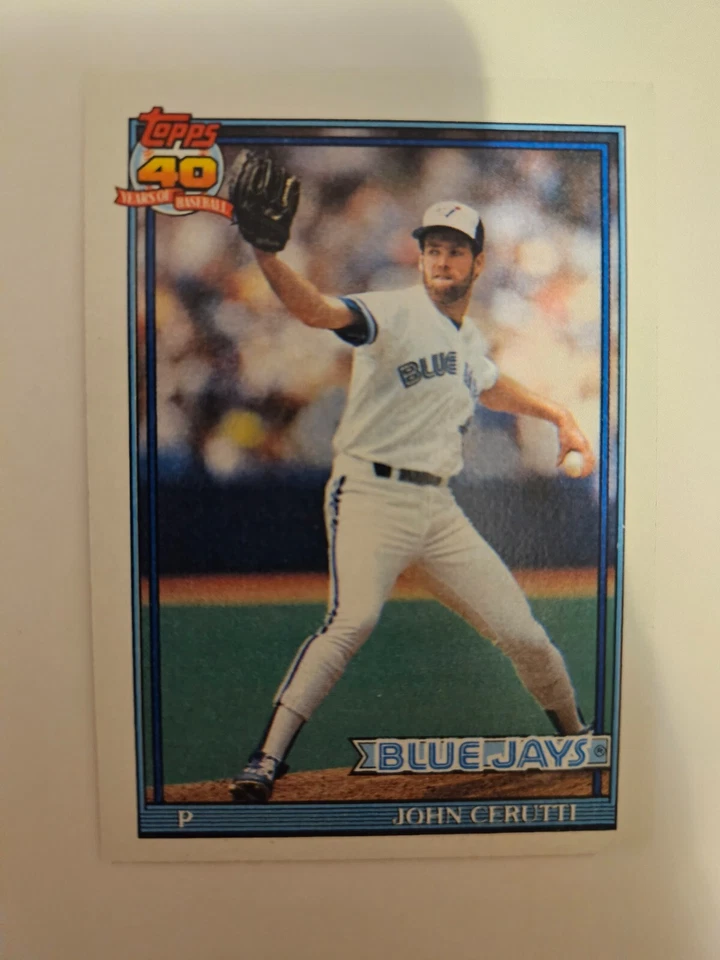 Topps
40
YEARS OF BASEBALL
BLUE
BLUE JAYS®
P JOHN CERUTTI